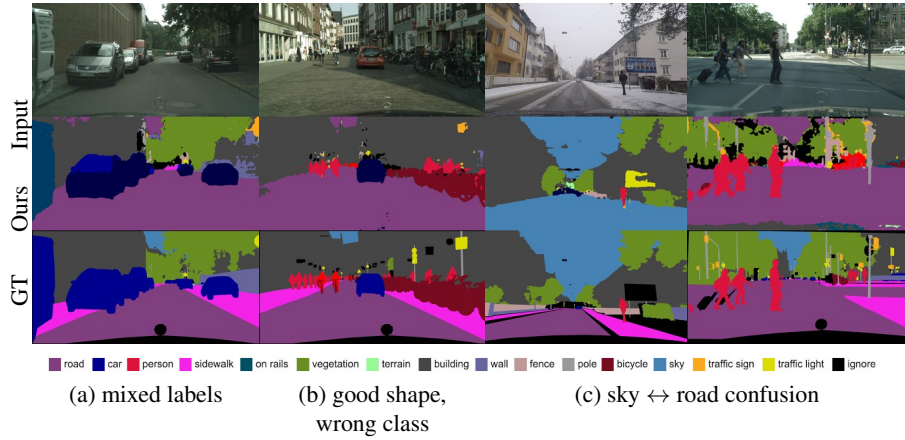 Input
Ours
GT
road car person sidewalk on rails vegetation terrain building wall fence pole bicycle sky traffic sign traffic light ignore
(a) mixed labels
(b) good shape,
wrong class
(c) sky ↔ road confusion